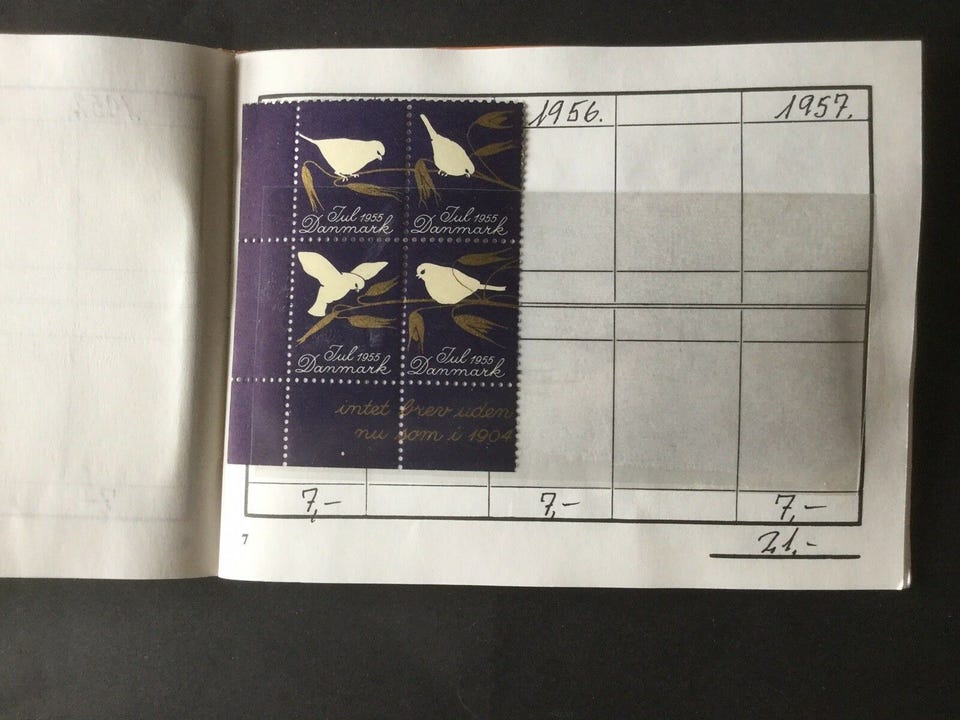 1956.
1957.
Jul 1955
Danmark
Jul 1955
Danmark
Jul 1955
Danmark
Jul 1955
Danmark
intet brev uden
nu som i 1904
7,-
7,-
7,-
7
21,-